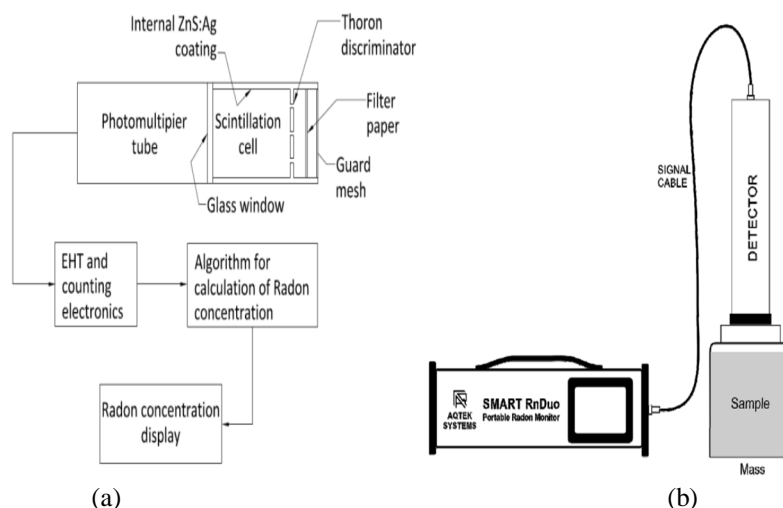 Internal ZnS:Ag
coating
Thoron
discriminator
Photomultipier
tube
Scintillation
cell
Filter
paper
Guard
mesh
Glass window
EHT and
counting
electronics
Algorithm for
calculation of Radon
concentration
Radon concentration
display
(a)
SIGNAL
CABLE
DETECTOR
AQTEK
SYSTEMS
SMART RnDuo
Portable Radon Moniter
Sample
Mass
(b)